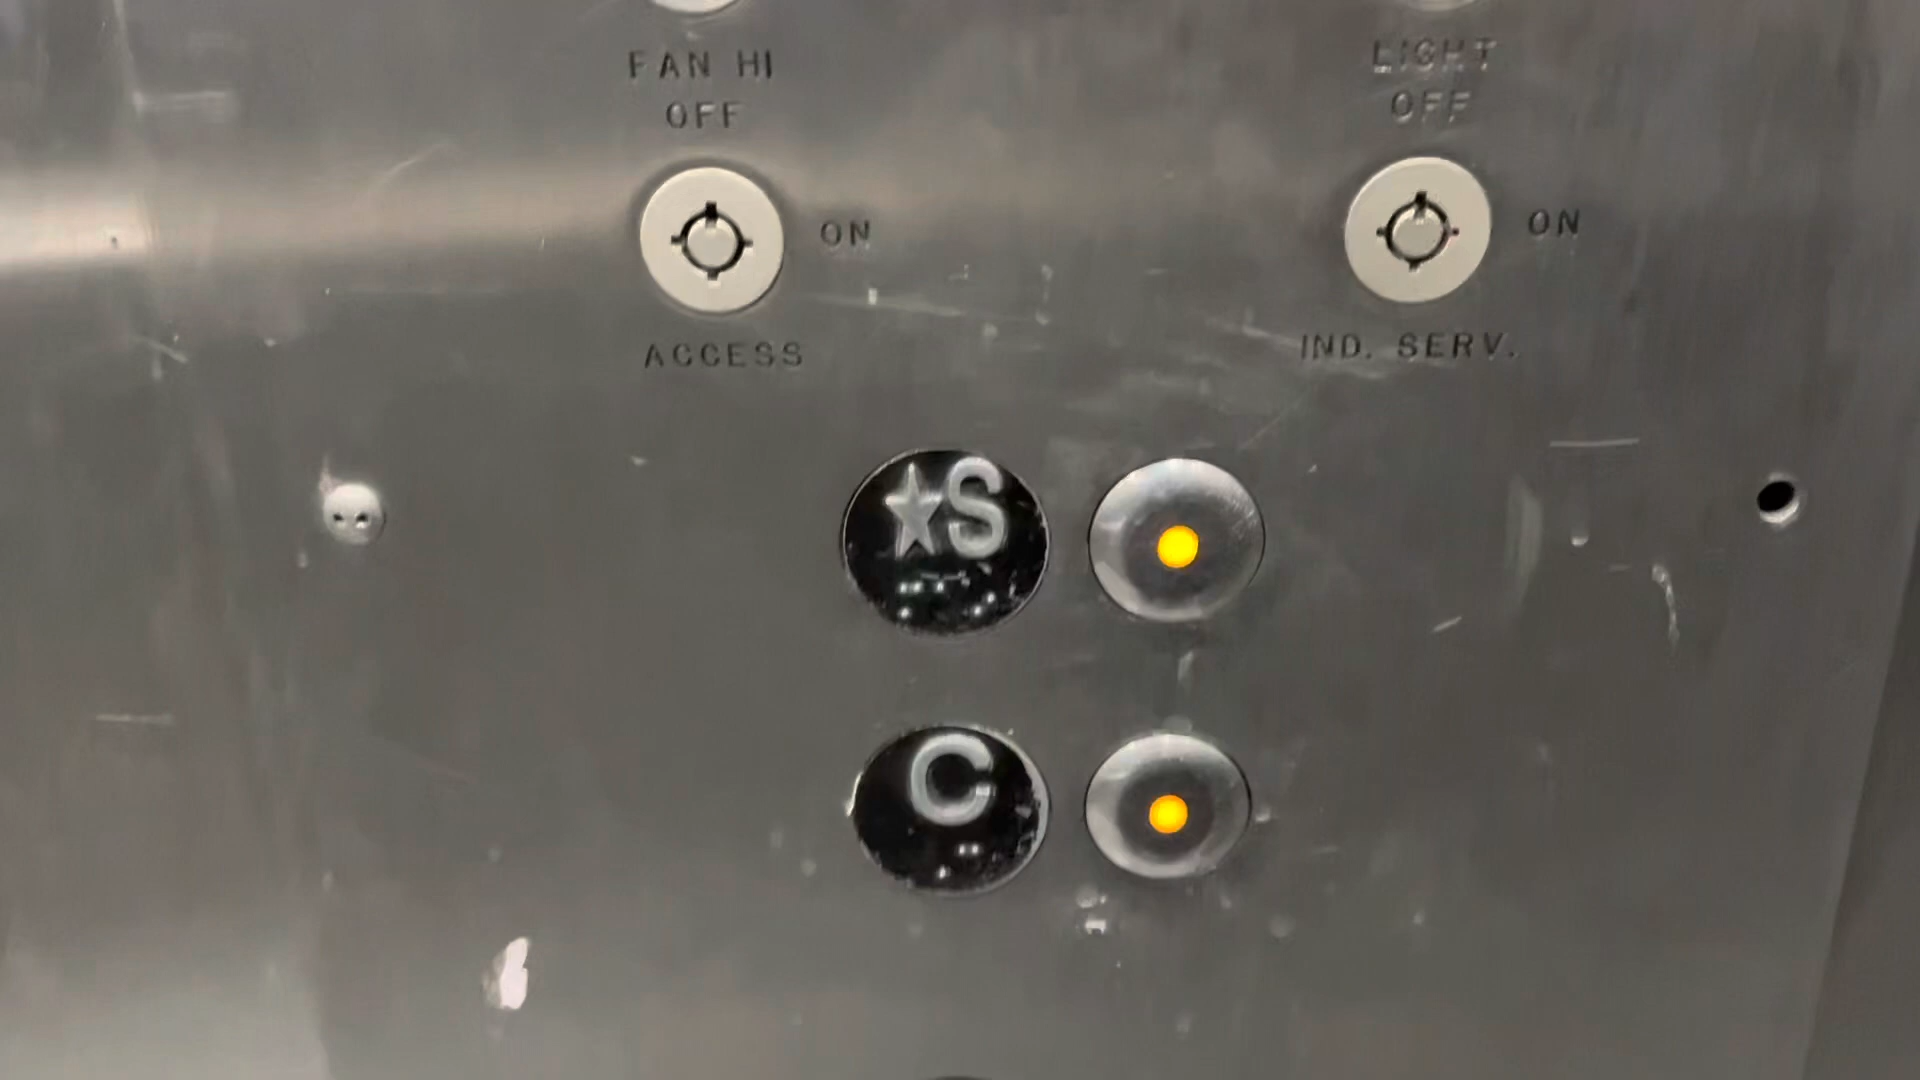 FAN HI
LIGHT
OFF
OFF
ON
ON
ACCESS
IND. SERV.
★S
C